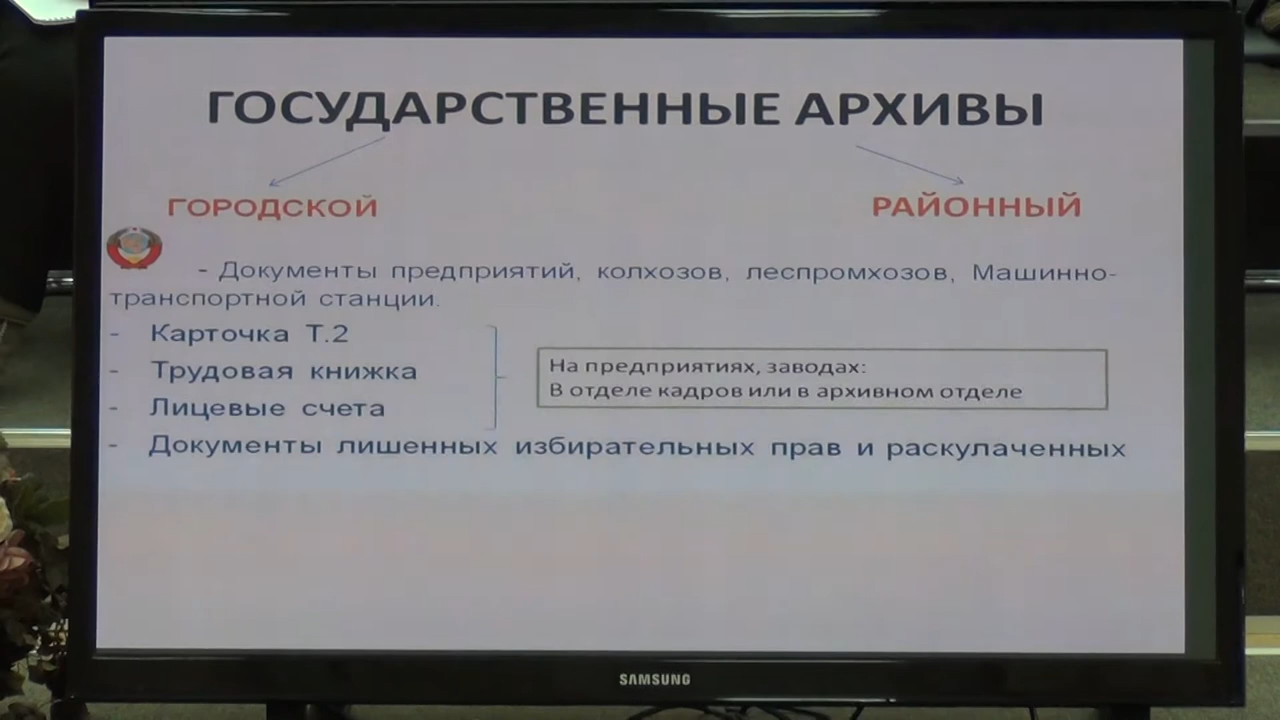 ГОСУДАРСТВЕННЫЕ АРХИВЫ
ГОРОДСКОЙ
РАЙОННЫЙ
- Документы предприятий, колхозов, леспромхозов, Машинно-
транспортной станции.
- Карточка Т.2
- Трудовая книжка
- Лицевые счета
На предприятиях, заводах:
В отделе кадров или в архивном отделе
- Документы лишенных избирательных прав и раскулаченных
SAMSUNG